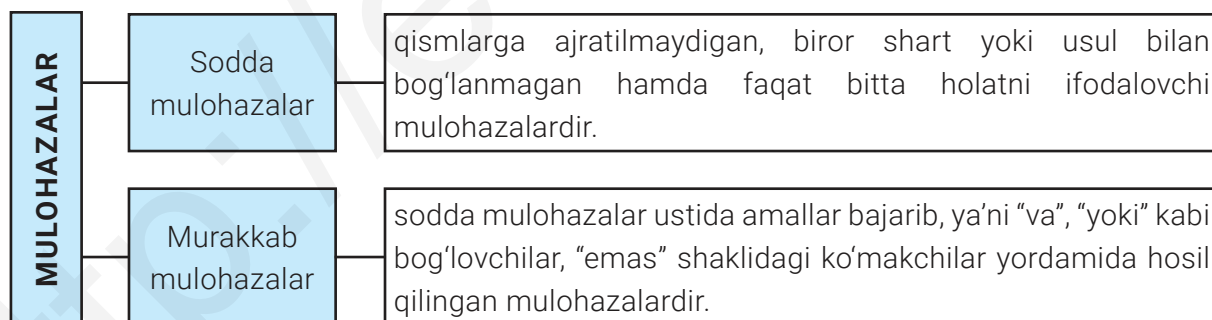 MULOHAZALAR
Sodda
mulohazalar
qismlarga ajratilmaydigan, biror shart yoki usul bilan
bog‘lanmagan hamda faqat bitta holatni ifodalovchi
mulohazalardir.
Murakkab
mulohazalar
sodda mulohazalar ustida amallar bajarib, ya’ni “va”, “yoki” kabi
bog‘lovchilar, “emas” shaklidagi ko‘makchilar yordamida hosil
qilingan mulohazalardir.